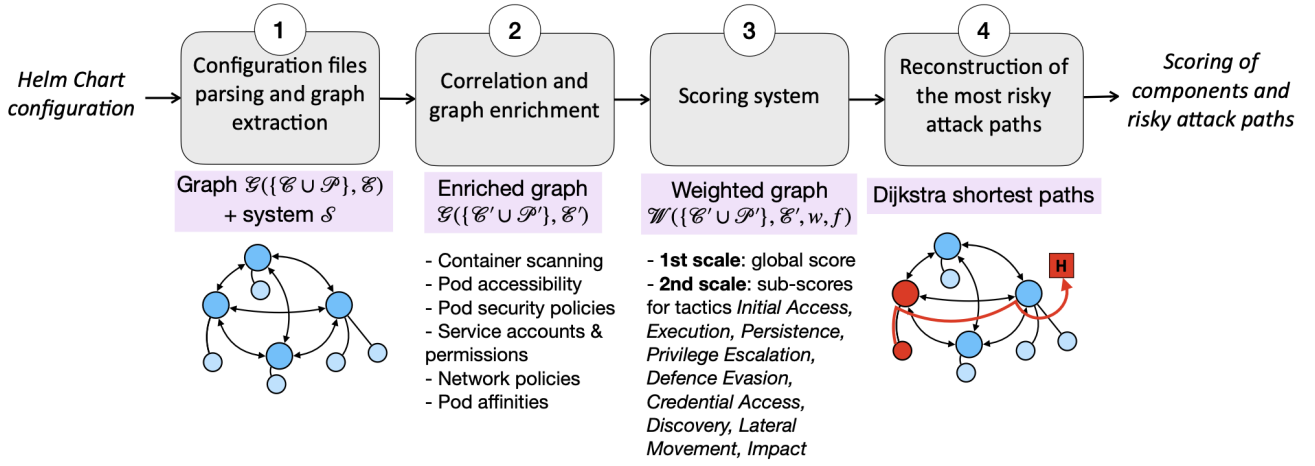 Helm Chart
configuration
1
Configuration files
parsing and graph
extraction
Graph 𝒢({𝒞 ∪ 𝒫}, ℰ)
+ system 𝒮
2
Correlation and
graph enrichment
Enriched graph
𝒢({𝒞′ ∪ 𝒫′}, ℰ′)
- Container scanning
- Pod accessibility
- Pod security policies
- Service accounts &
permissions
- Network policies
- Pod affinities
3
Scoring system
Weighted graph
𝒲({𝒞′ ∪ 𝒫′}, ℰ′, w, f)
- 1st scale: global score
- 2nd scale: sub-scores
for tactics Initial Access,
Execution, Persistence,
Privilege Escalation,
Defence Evasion,
Credential Access,
Discovery, Lateral
Movement, Impact
4
Reconstruction of
the most risky
attack paths
Dijkstra shortest paths
H
Scoring of
components and
risky attack paths